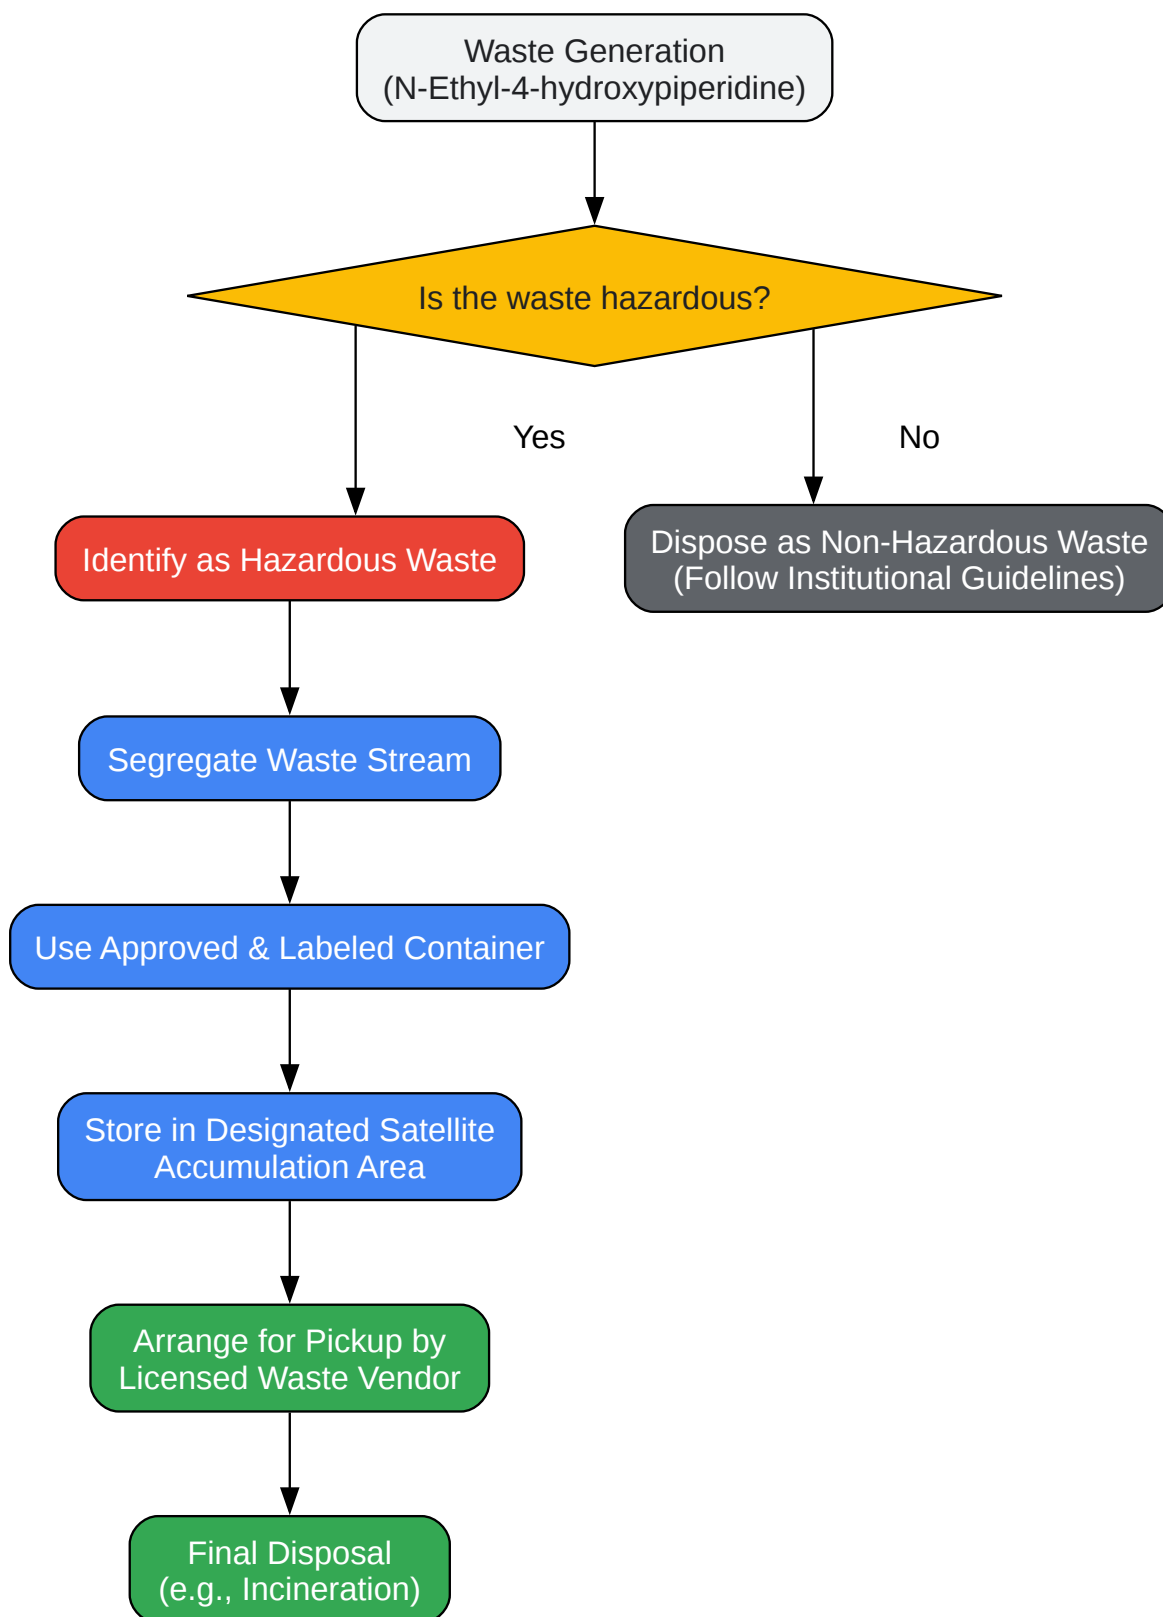 Waste Generation
(N-Ethyl-4-hydroxypiperidine)
Is the waste hazardous?
Yes
No
Identify as Hazardous Waste
Dispose as Non-Hazardous Waste
(Follow Institutional Guidelines)
Segregate Waste Stream
Use Approved & Labeled Container
Store in Designated Satellite
Accumulation Area
Arrange for Pickup by
Licensed Waste Vendor
Final Disposal
(e.g., Incineration)